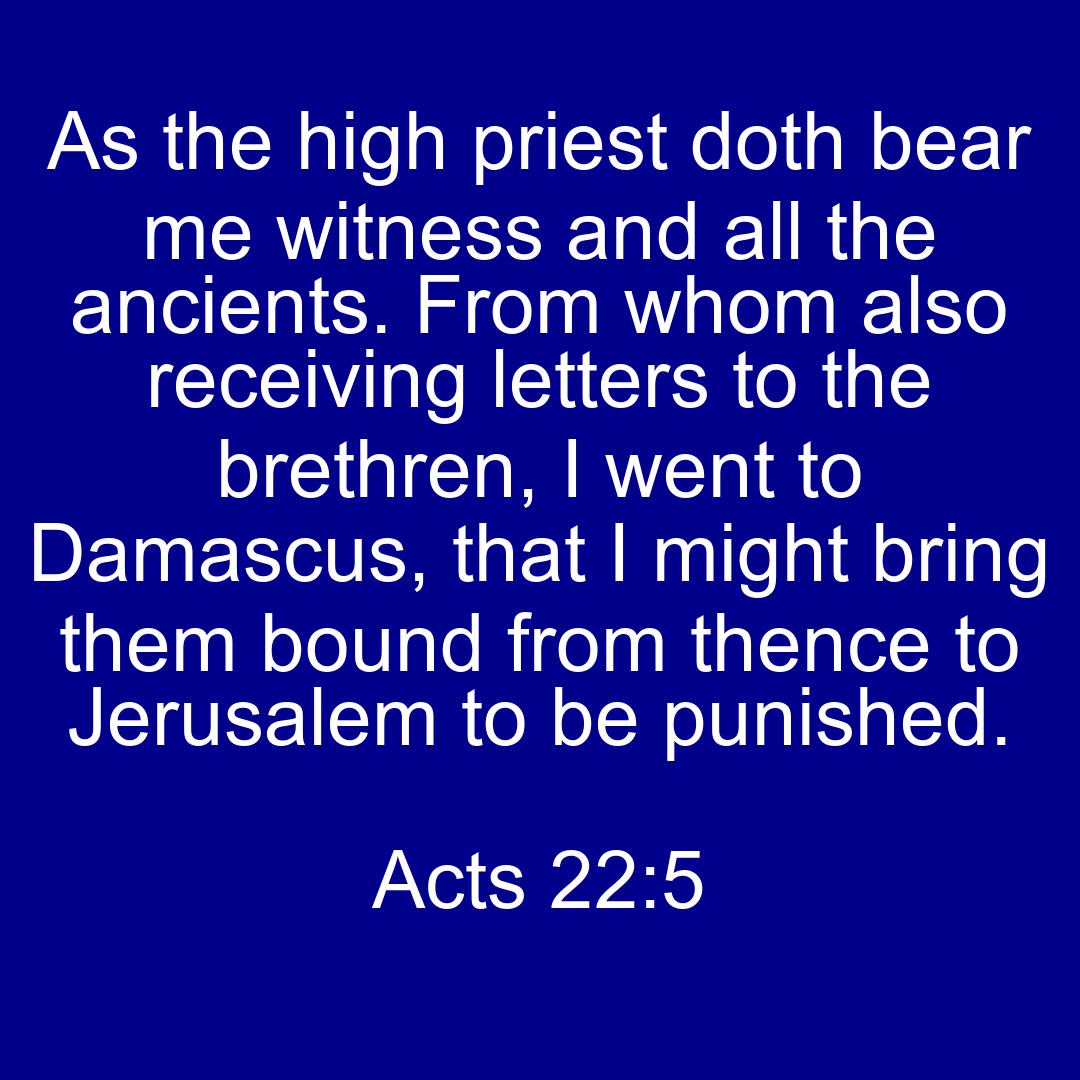 As the high priest doth bear
me witness and all the
ancients. From whom also
receiving letters to the
brethren, I went to
Damascus, that I might bring
them bound from thence to
Jerusalem to be punished.
Acts 22:5